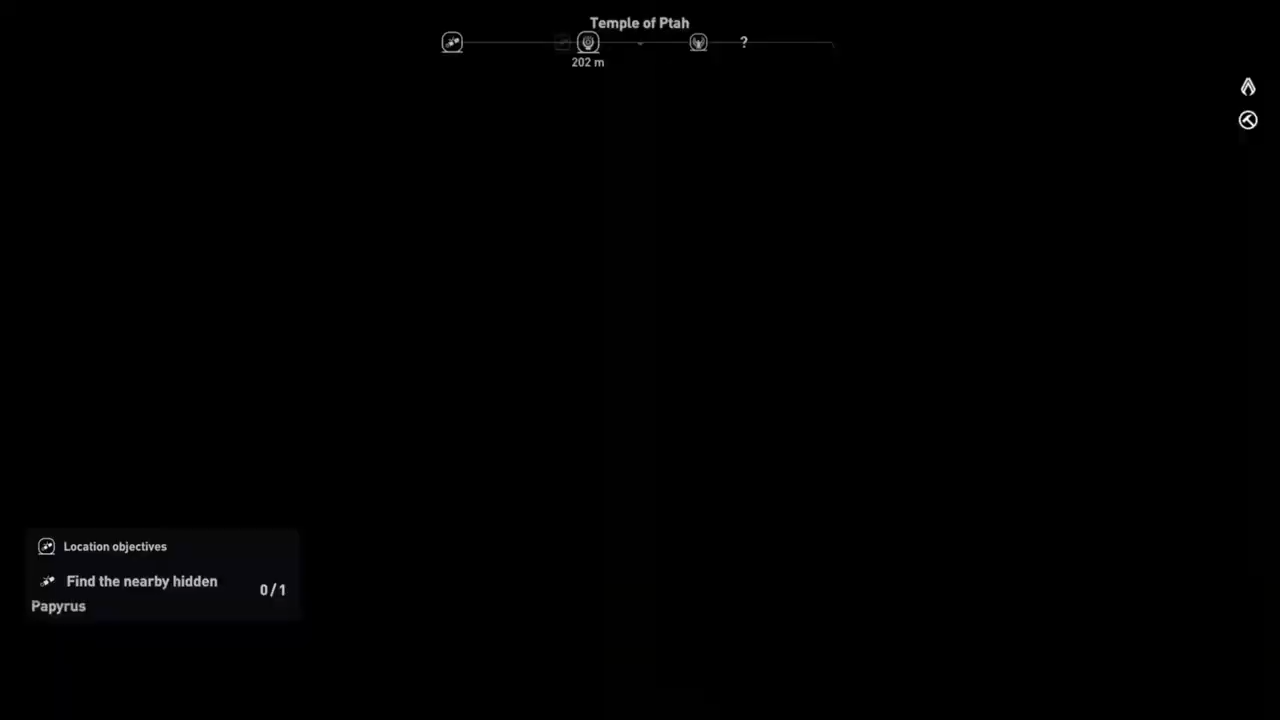 Temple of Ptah
?
202 m
Location objectives
Find the nearby hidden
0/1
Papyrus